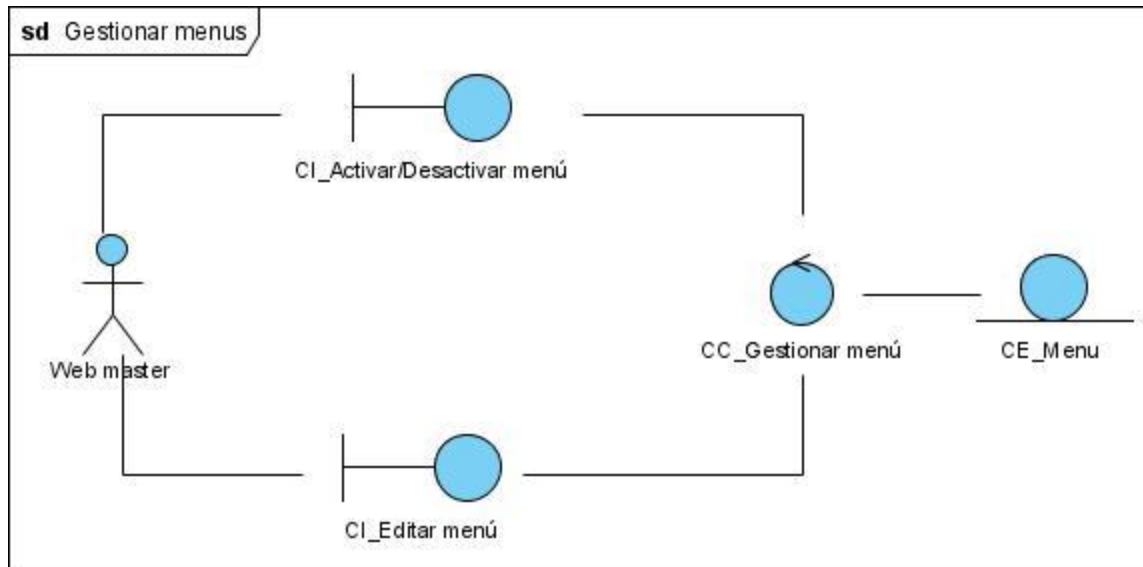 sd Gestionar menus
CI_Activar/Desactivar menú
Web master
CC_Gestionar menú
CE_Menu
CI_Editar menú